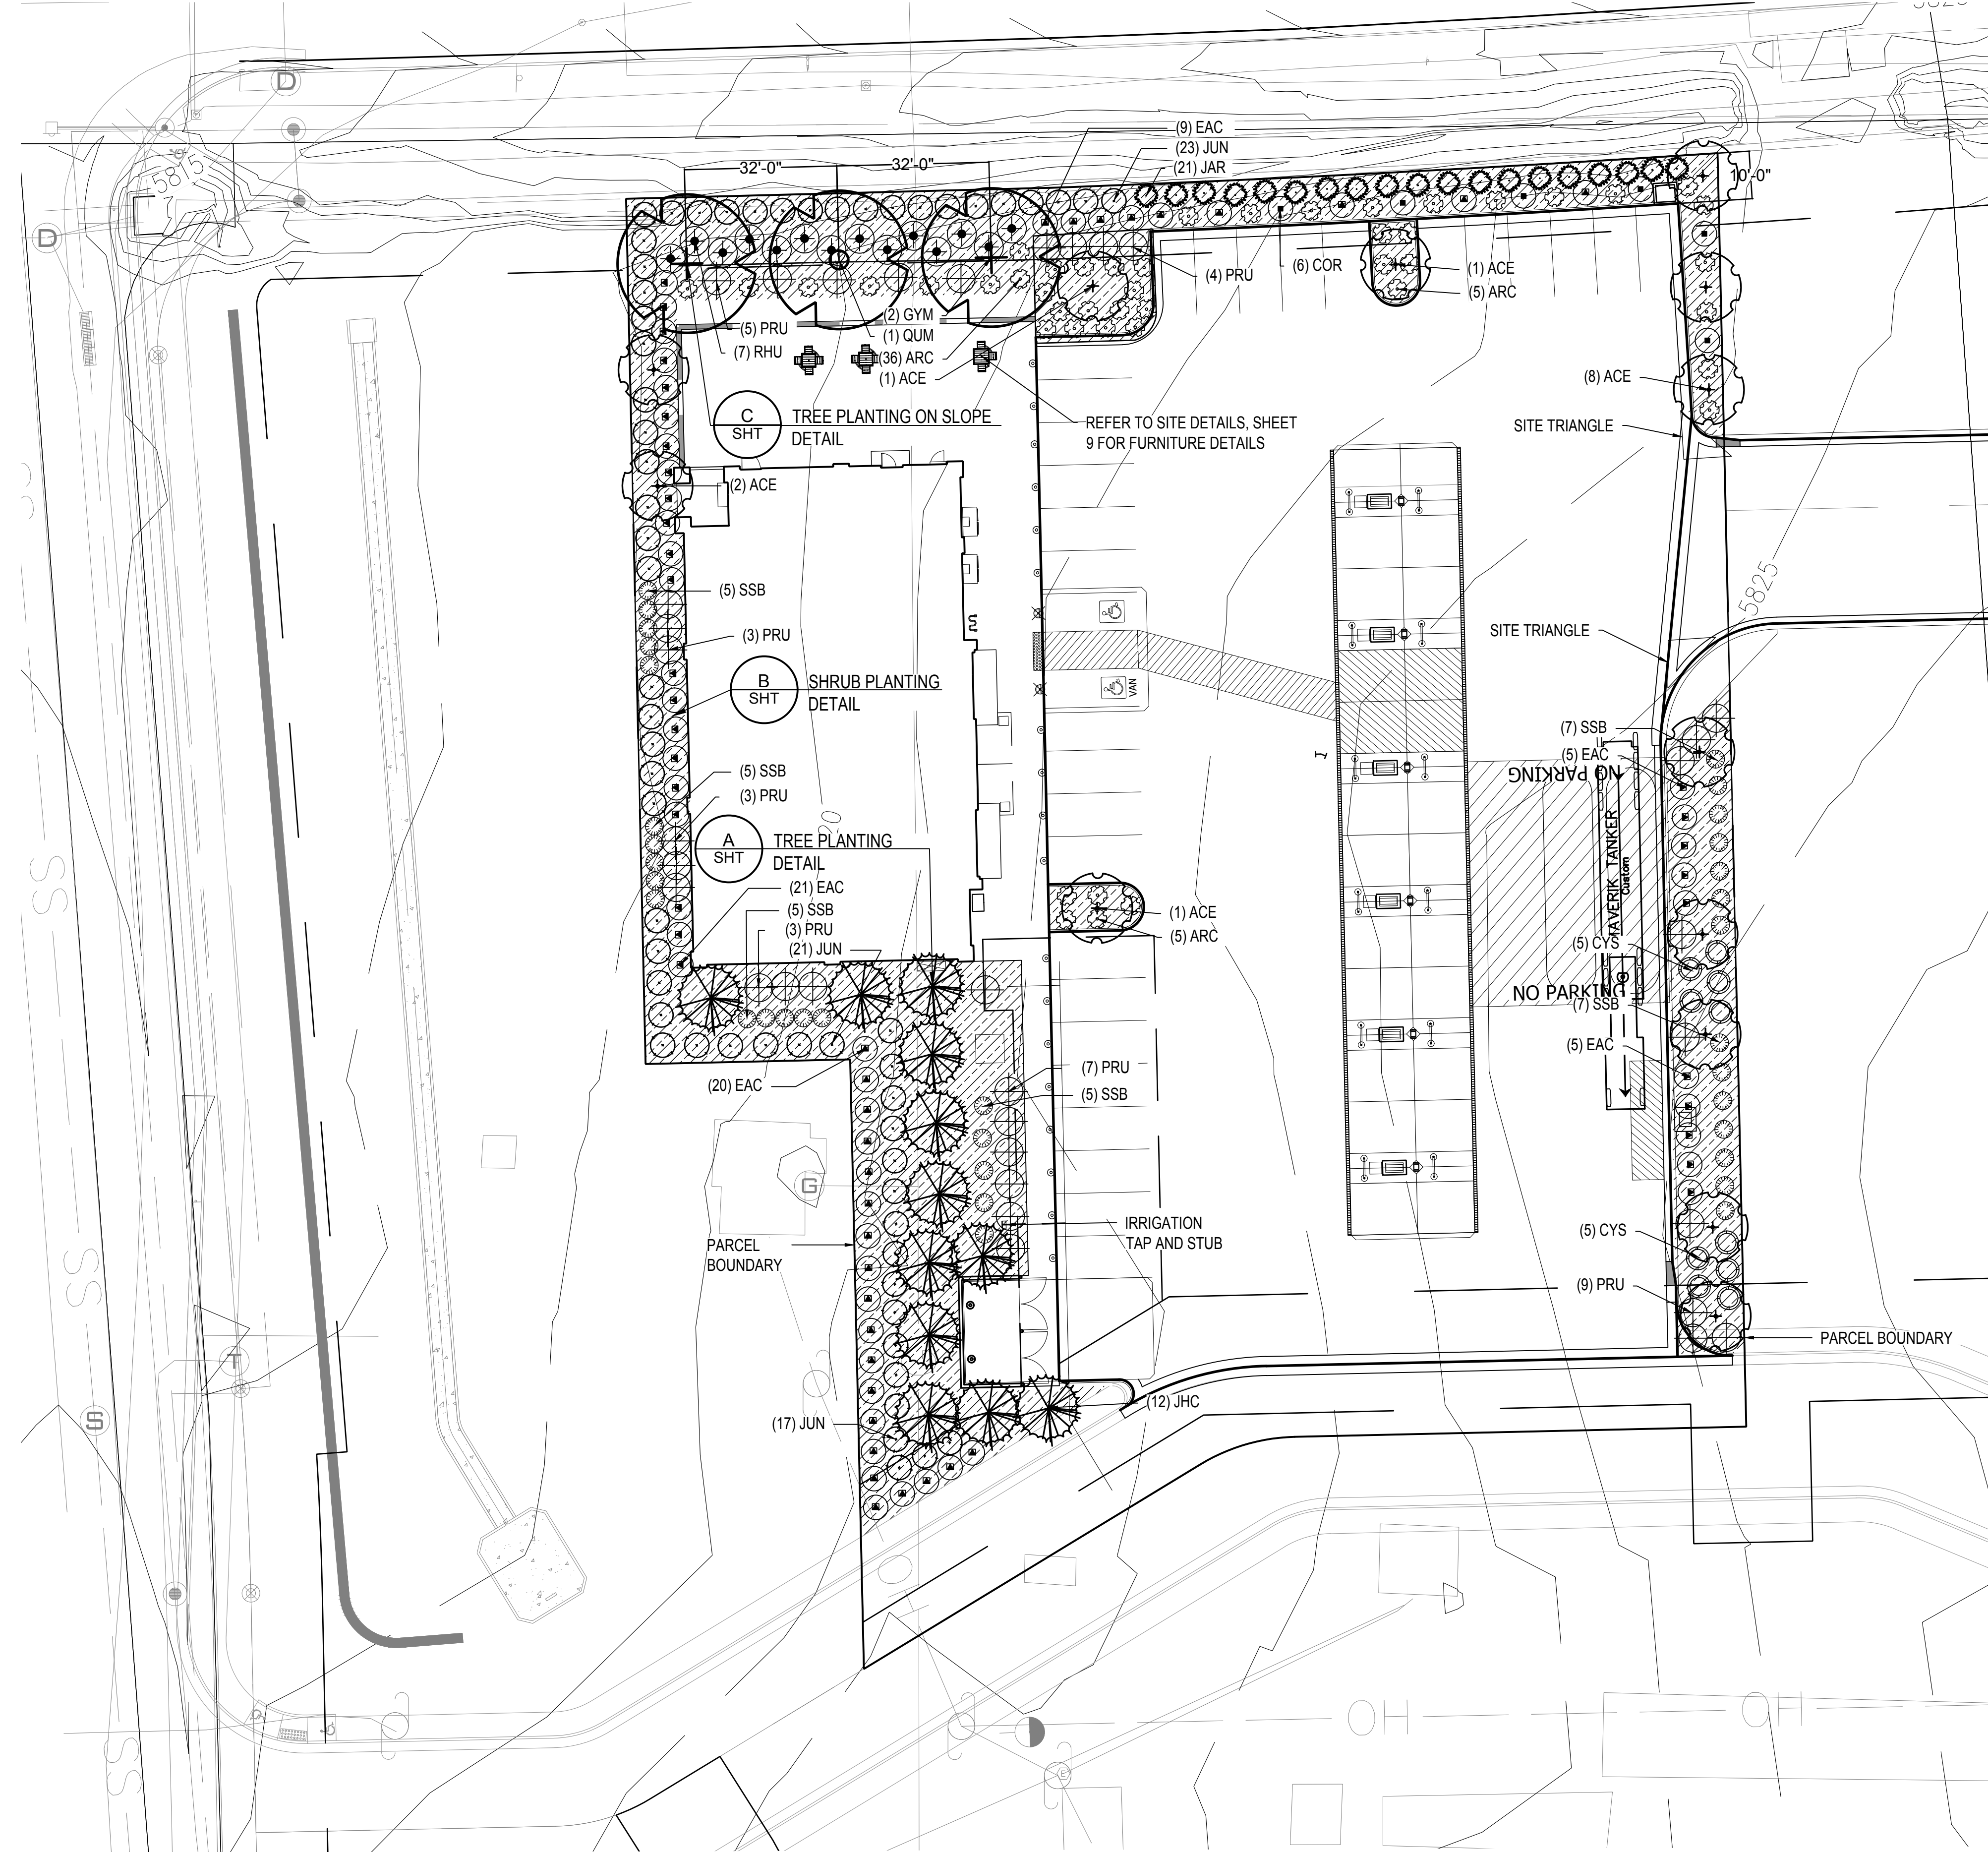 5820
D
5815
D
(9) EAC
(23) JUN
(21) JAR
32'-0"
32'-0"
10'-0"
(4) PRU
(6) COR
(1) ACE
(5) ARC
(5) PRU
(7) RHU
(2) GYM
(1) QUM
(36) ARC
(1) ACE
(8) ACE
C
SHT
TREE PLANTING ON SLOPE
DETAIL
REFER TO SITE DETAILS, SHEET
9 FOR FURNITURE DETAILS
SITE TRIANGLE
(2) ACE
SS
(5) SSB
5825
(3) PRU
SITE TRIANGLE
B
SHT
SHRUB PLANTING
DETAIL
VAN
(7) SSB
(5) EAC
NO PARKING
(5) SSB
(3) PRU
A
SHT
TREE PLANTING
DETAIL
MAVERIK TANKER
Custom
SS
(21) EAC
(5) SSB
(3) PRU
(21) JUN
(1) ACE
(5) ARC
(5) CYS
NO PARKING
(7) SSB
(5) EAC
(20) EAC
(7) PRU
(5) SSB
SS
G
PARCEL
BOUNDARY
IRRIGATION
TAP AND STUB
(5) CYS
(9) PRU
PARCEL BOUNDARY
SS
T
S
(17) JUN
(12) JHC
OH
OH
SS
E